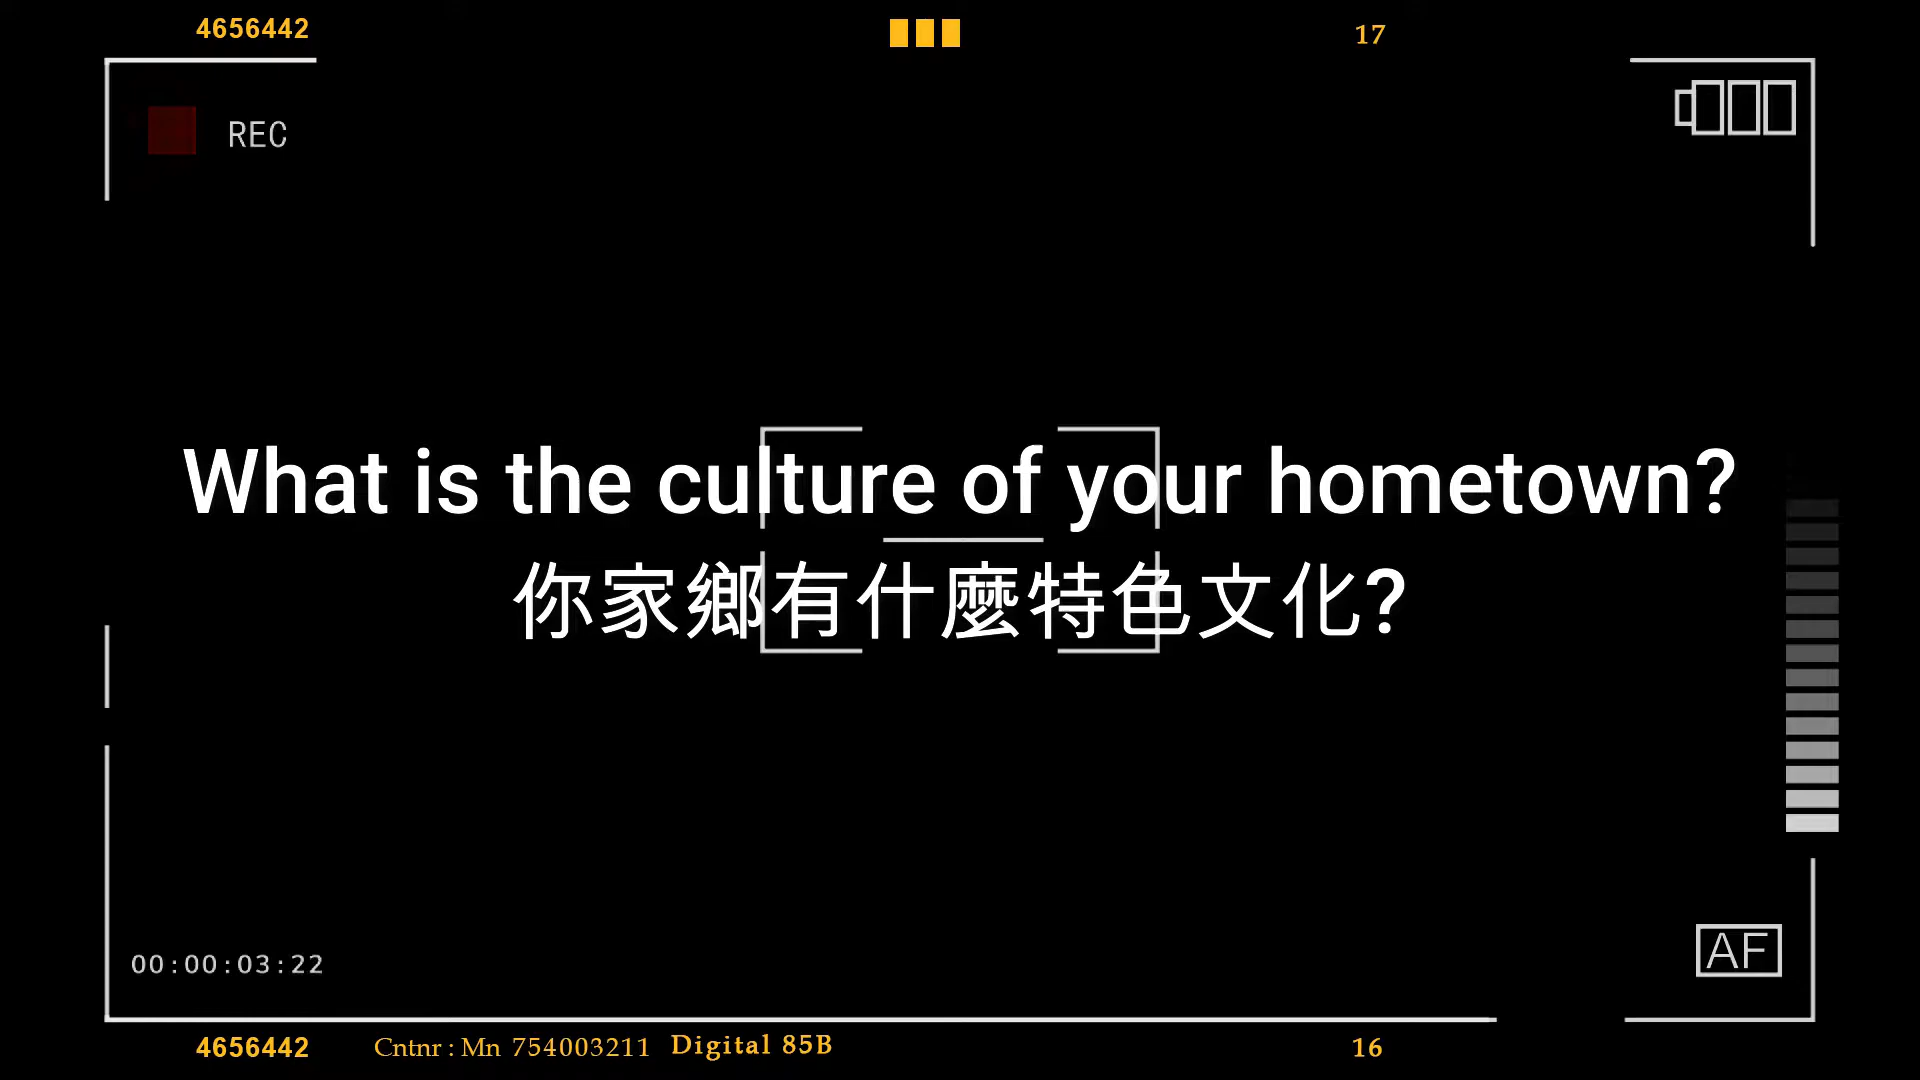 4656442
17
REC
What is the culture of your hometown?
你家鄉有什麼特色文化?
00:00:03:22
AF
4656442 Cntnr : Mn 754003211 Digital 85B 16